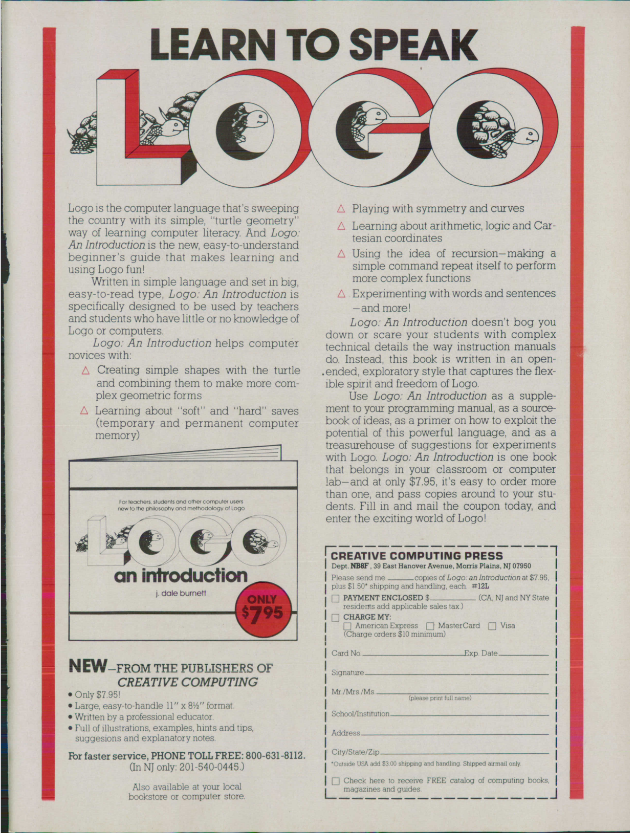 LEARN TO SPEAK
LOGO
Logo is the computer language that's sweeping
the country with its simple, "turtle geometry"
way of learning computer literacy. And Logo:
An Introduction is the new, easy-to-understand
beginner's guide that makes learning and
using Logo fun!
Written in simple language and set in big,
easy-to-read type, Logo: An Introduction is
specifically designed to be used by teachers
and students who have little or no knowledge of
Logo or computers.
Logo: An Introduction helps computer
novices with:
△ Creating simple shapes with the turtle
and combining them to make more com-
plex geometric forms
△ Learning about "soft" and "hard" saves
(temporary and permanent computer
memory)
For teachers, students and other computer users
new to the philosophy and methodology of Logo
LOGO
an introduction
j. dale burnett
ONLY
$7.95
NEW—FROM THE PUBLISHERS OF
CREATIVE COMPUTING
• Only $7.95!
• Large, easy-to-handle 11" x 8½" format
• Written by a professional educator.
• Full of illustrations, examples, hints and tips,
suggesions and explanatory notes.
For faster service, PHONE TOLL FREE: 800-631-8112.
(In NJ only: 201-540-0445.)
Also available at your local
bookstore or computer store.
△ Playing with symmetry and curves
△ Learning about arithmetic, logic and Car-
tesian coordinates
△ Using the idea of recursion—making a
simple command repeat itself to perform
more complex functions
△ Experimenting with words and sentences
—and more!
Logo: An Introduction doesn't bog you
down or scare your students with complex
technical details the way instruction manuals
do. Instead, this book is written in an open-
ended, exploratory style that captures the flex-
ible spirit and freedom of Logo.
Use Logo: An Introduction as a supple-
ment to your programming manual, as a source-
book of ideas, as a primer on how to exploit the
potential of this powerful language, and as a
treasurehouse of suggestions for experiments
with Logo. Logo: An Introduction is one book
that belongs in your classroom or computer
lab—and at only $7.95, it's easy to order more
than one, and pass copies around to your stu-
dents. Fill in and mail the coupon today, and
enter the exciting world of Logo!
CREATIVE COMPUTING PRESS
Dept. NB8F, 39 East Hanover Avenue, Morris Plains, NJ 07950
Please send me ____ copies of Logo: an Introduction at $7.95,
plus $1.50* shipping and handling, each. #12L
□ PAYMENT ENCLOSED $________ (CA, NJ and NY State
residents add applicable sales tax.)
□ CHARGE MY:
□ American Express □ MasterCard □ Visa
(Charge orders $10 minimum)
Card No.________ Exp. Date________
Signature________
Mr./Mrs./Ms.________
(please print full name)
School/Institution________
Address________
City/State/Zip________
*Outside USA add $3.00 shipping and handling. Shipped airmail only.
□ Check here to receive FREE catalog of computing books,
magazines and guides.